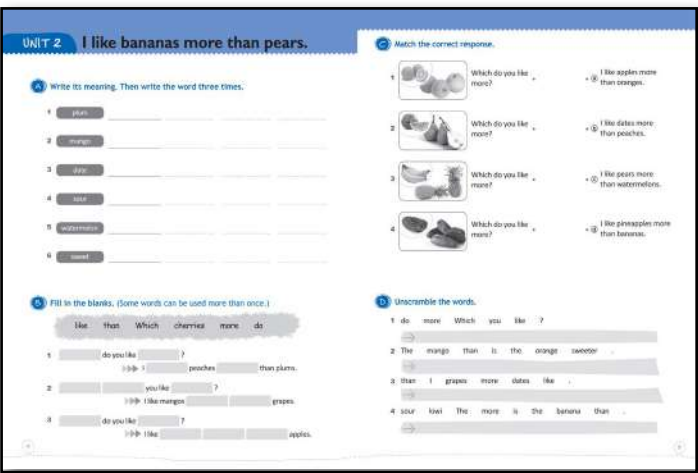 UNIT 2 I like bananas more than pears.
A Write its meaning. Then write the word three times.
1 plum
2 mango
3 date
4 sour
5 watermelon
6 sweet
B Fill in the blanks. (Some words can be used more than once.)
like than Which cherries more do
1 do you like ?
I peaches than plums.
2 you like ?
I like mangos grapes.
3 do you like ?
I like apples.
C Match the correct response.
1 Which do you like
more?
ⓐ I like apples more
than oranges.
2 Which do you like
more?
ⓑ I like dates more
than peaches.
3 Which do you like
more?
ⓒ I like pears more
than watermelons.
4 Which do you like
more?
ⓓ I like pineapples more
than bananas.
D Unscramble the words.
1 do more Which you like ?
2 The mango than is the orange sweeter .
3 than I grapes more dates like .
4 sour kiwi The more is the banana than .